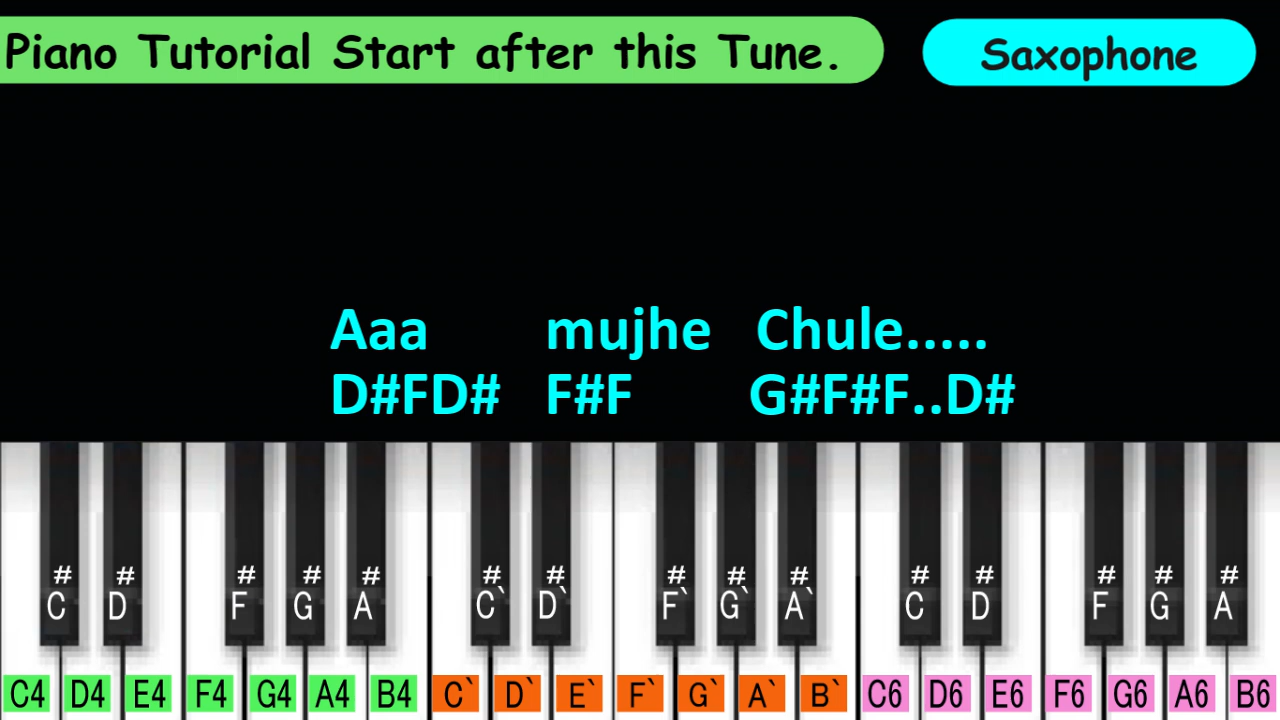 Piano Tutorial Start after this Tune.
Saxophone
Aaa mujhe Chule.....
D#FD# F#F G#F#F..D#
# # # # # # # # # # # # # # #
C D F G A C` D` F` G` A` C D F G A
C4 D4 E4 F4 G4 A4 B4 C` D` E` F` G` A` B` C6 D6 E6 F6 G6 A6 B6